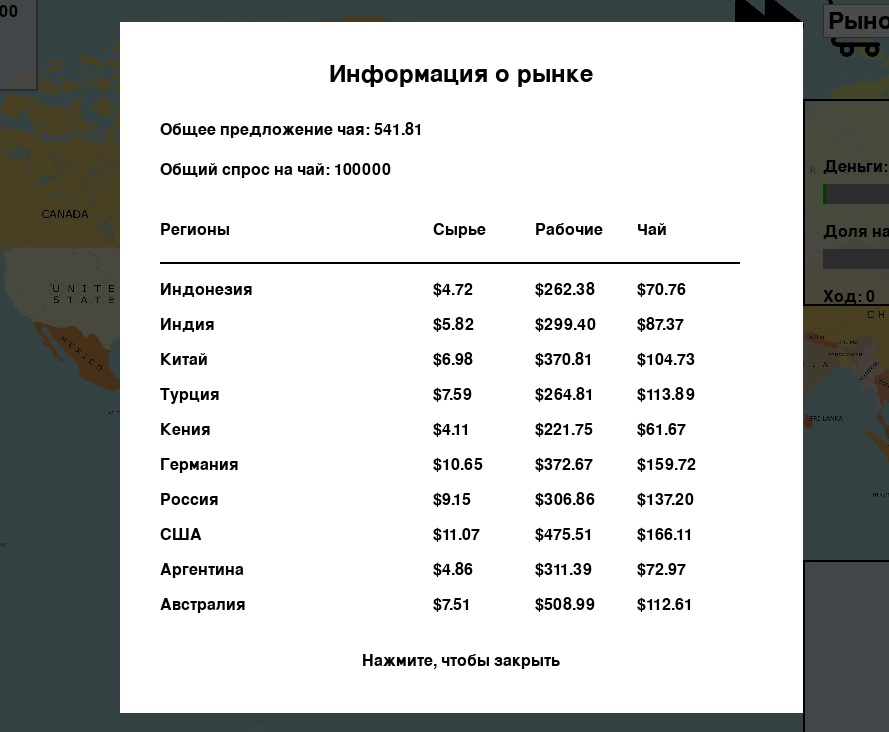 00
Рыно
CANADA
UNITE
STATE
MEXICO
Информация о рынке
Общее предложение чая: 541.81
Общий спрос на чай: 100000
Регионы Сырье Рабочие Чай
Индонезия $4.72 $262.38 $70.76
Индия $5.82 $299.40 $87.37
Китай $6.98 $370.81 $104.73
Турция $7.59 $264.81 $113.89
Кения $4.11 $221.75 $61.67
Германия $10.65 $372.67 $159.72
Россия $9.15 $306.86 $137.20
США $11.07 $475.51 $166.11
Аргентина $4.86 $311.39 $72.97
Австралия $7.51 $508.99 $112.61
Нажмите, чтобы закрыть
Деньги:
Доля на
Ход: 0
CH
SRI LANKA